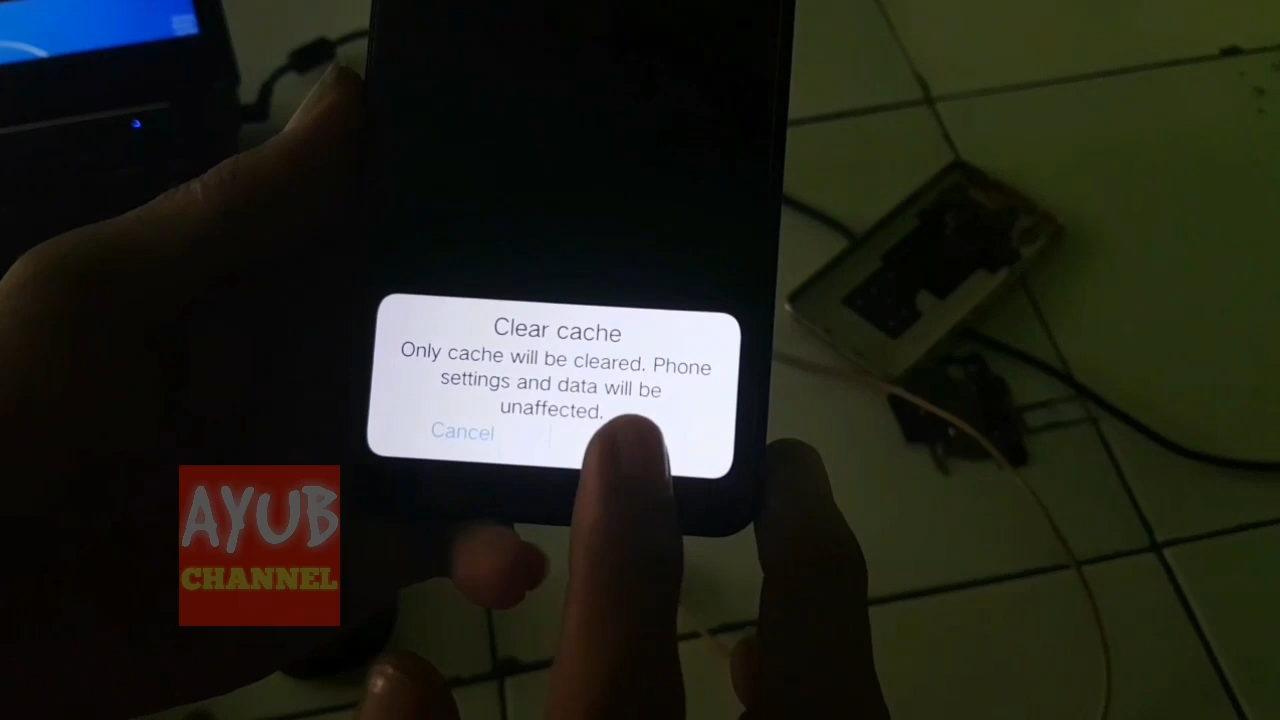 Clear cache
Only cache will be cleared. Phone
settings and data will be
unaffected.
Cancel
AYUB
CHANNEL